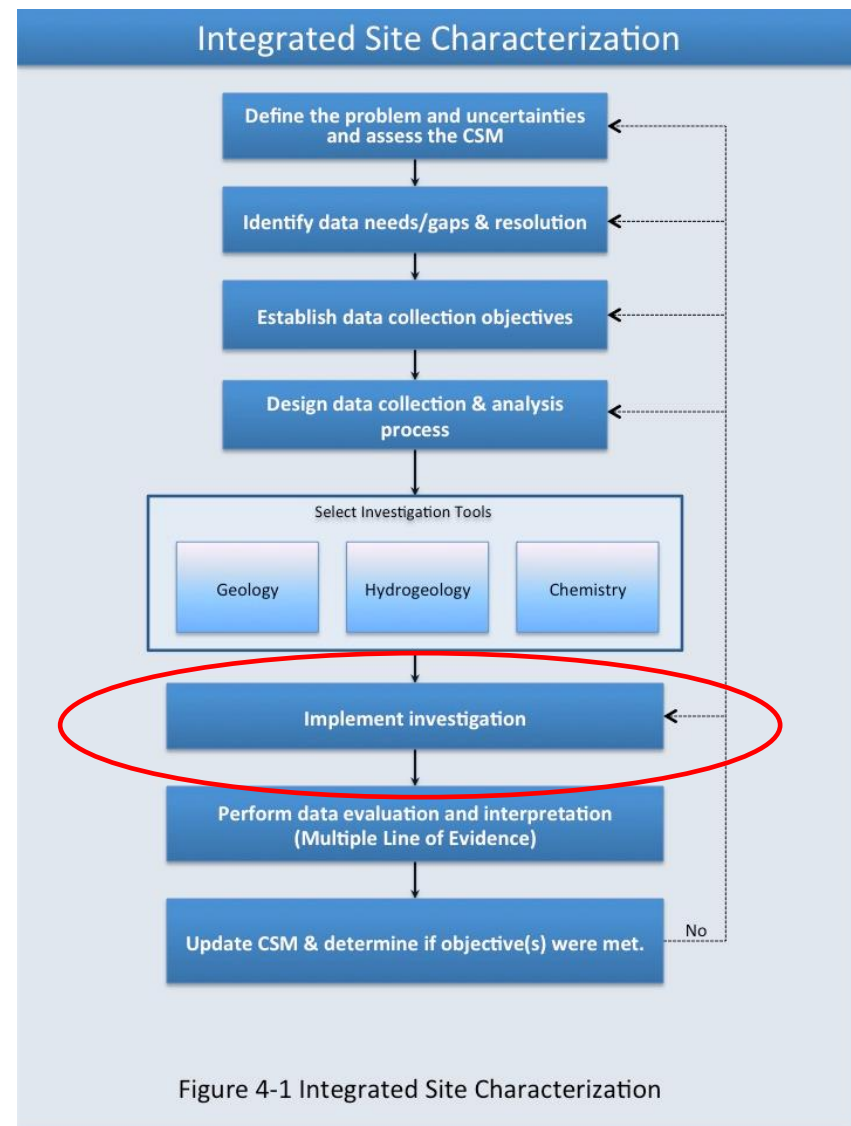 Integrated Site Characterization
Define the problem and uncertainties
and assess the CSM
Identify data needs/gaps & resolution
Establish data collection objectives
Design data collection & analysis
process
Select Investigation Tools
Geology
Hydrogeology
Chemistry
Implement investigation
Perform data evaluation and interpretation
(Multiple Line of Evidence)
Update CSM & determine if objective(s) were met.
No
Figure 4-1 Integrated Site Characterization